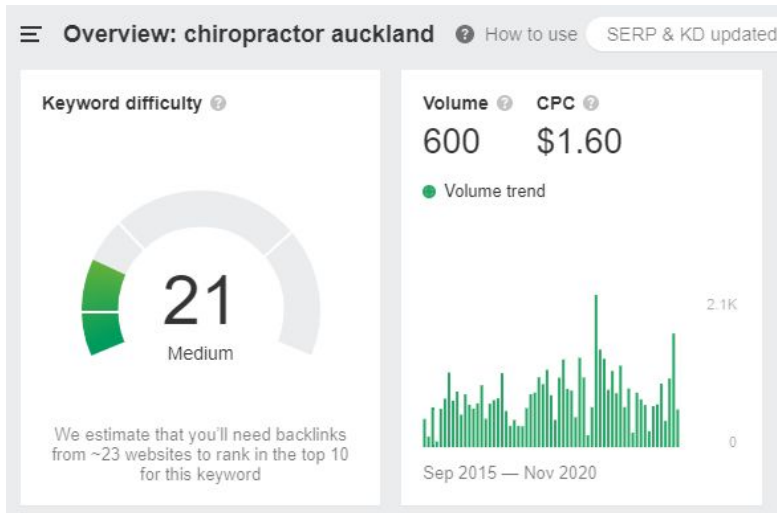 Overview: chiropractor auckland
How to use
SERP & KD updated
Keyword difficulty
21
Medium
We estimate that you'll need backlinks
from ~23 websites to rank in the top 10
for this keyword
Volume CPC
600 $1.60
Volume trend
2.1K
0
Sep 2015 — Nov 2020